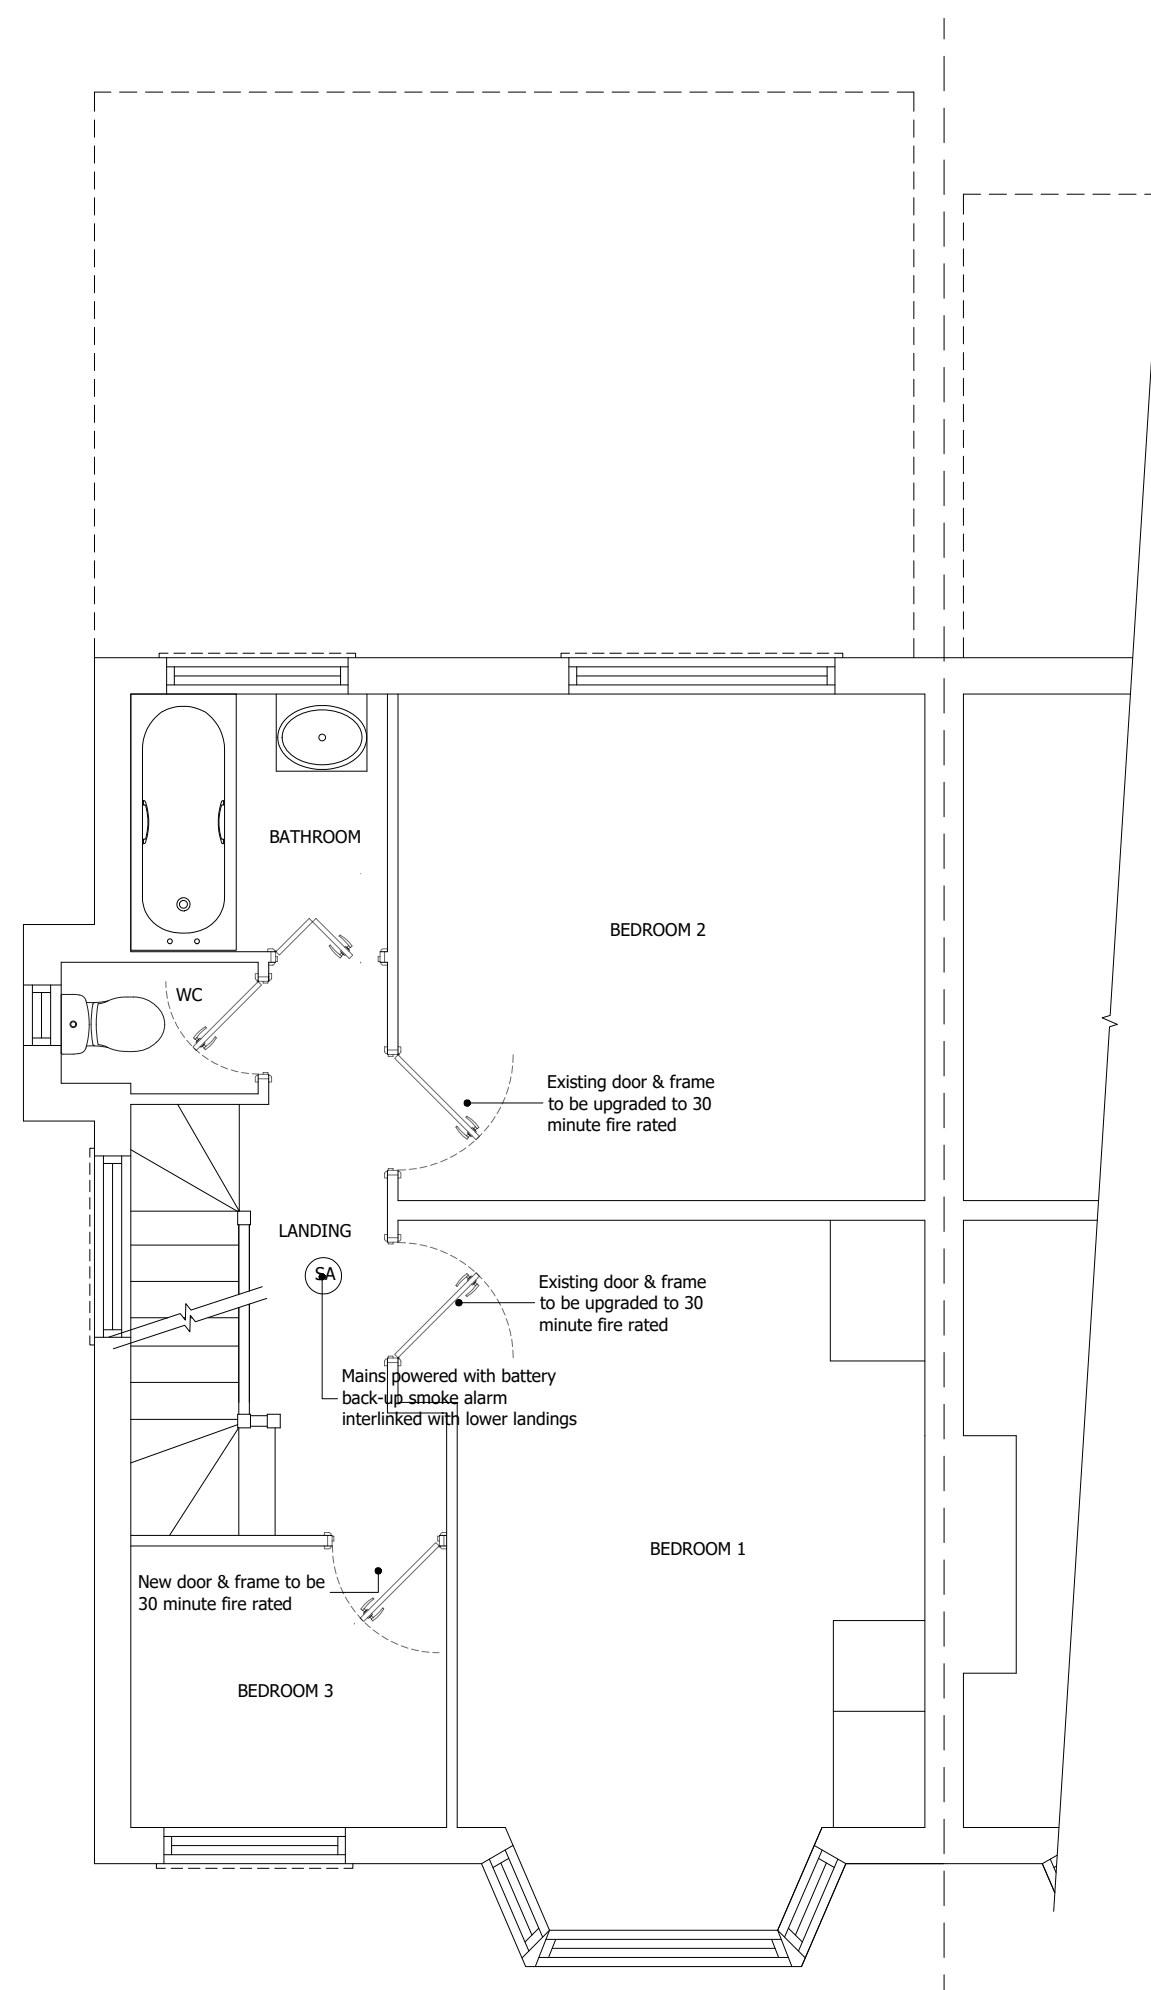 BATHROOM
BEDROOM 2
WC
Existing door & frame
to be upgraded to 30
minute fire rated
LANDING
SA
Existing door & frame
to be upgraded to 30
minute fire rated
Mains powered with battery
back-up smoke alarm
interlinked with lower landings
BEDROOM 1
New door & frame to be
30 minute fire rated
BEDROOM 3